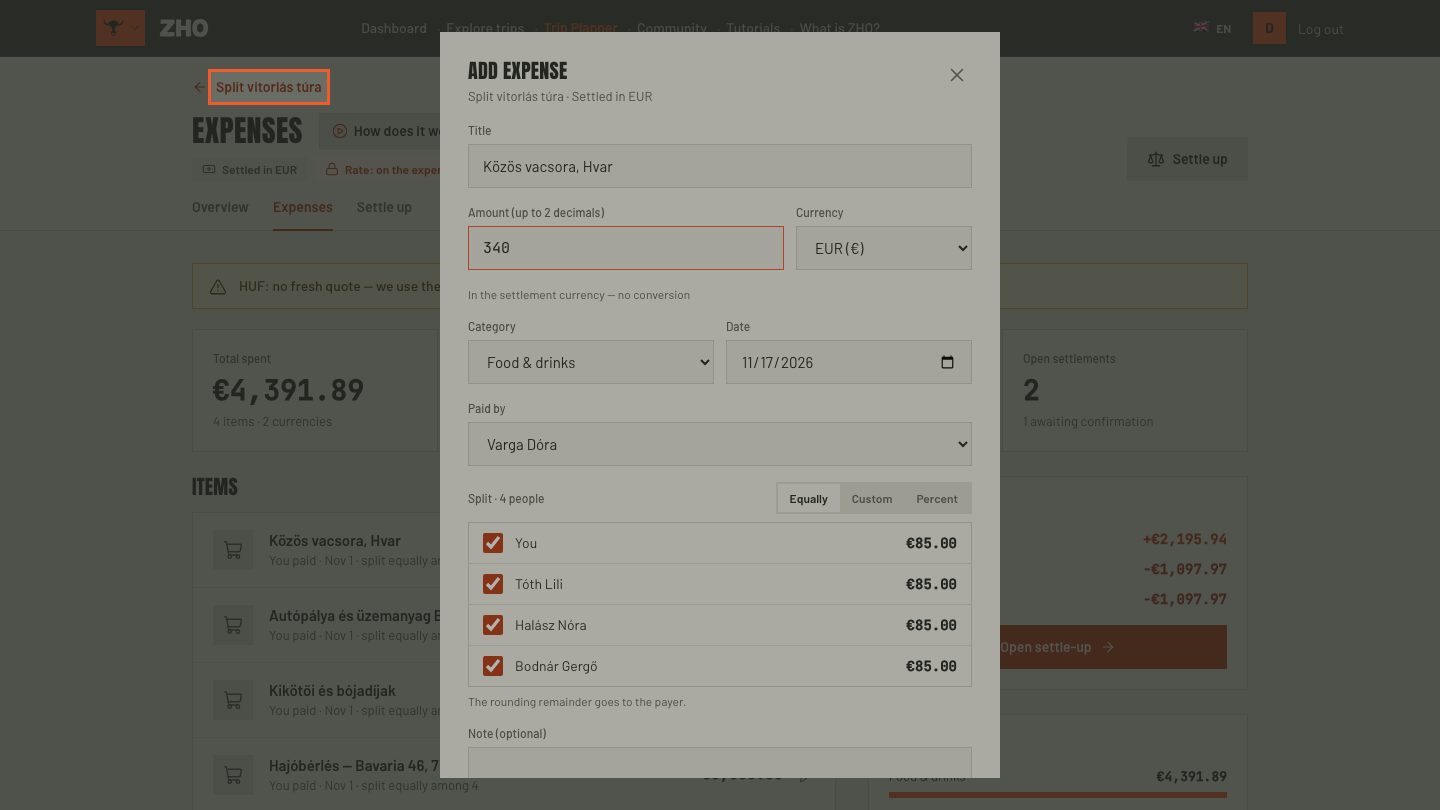 ZHO
Dashboard · Explore trips · Trip Planner · Community · Tutorials · What is ZHO?
EN
D
Log out
← Split vitorlás túra
EXPENSES
How does it
Settled in EUR
Rate: on the
Settle up
Overview
Expenses
Settle up
HUF: no fresh quote — we use the
Total spent
€4,391.89
4 items · 2 currencies
Open settlements
2
1 awaiting confirmation
ITEMS
Közös vacsora, Hvar
You paid · Nov 1 · split equally
Autópálya és üzemanyag
You paid · Nov 1 · split equally
Kikötői és bójadíjak
You paid · Nov 1 · split equally
Hajóbérlés — Bavaria 46, 7
You paid · Nov 1 · split equally among 4
+€2,195.94
-€1,097.97
-€1,097.97
Open settle-up →
Food & drinks
€4,391.89
ADD EXPENSE
Split vitorlás túra · Settled in EUR
Title
Közös vacsora, Hvar
Amount (up to 2 decimals)
Currency
340
EUR (€)
In the settlement currency — no conversion
Category
Date
Food & drinks
11/17/2026
Paid by
Varga Dóra
Split · 4 people
Equally
Custom
Percent
You
€85.00
Tóth Lili
€85.00
Halász Nóra
€85.00
Bodnár Gergő
€85.00
The rounding remainder goes to the payer.
Note (optional)